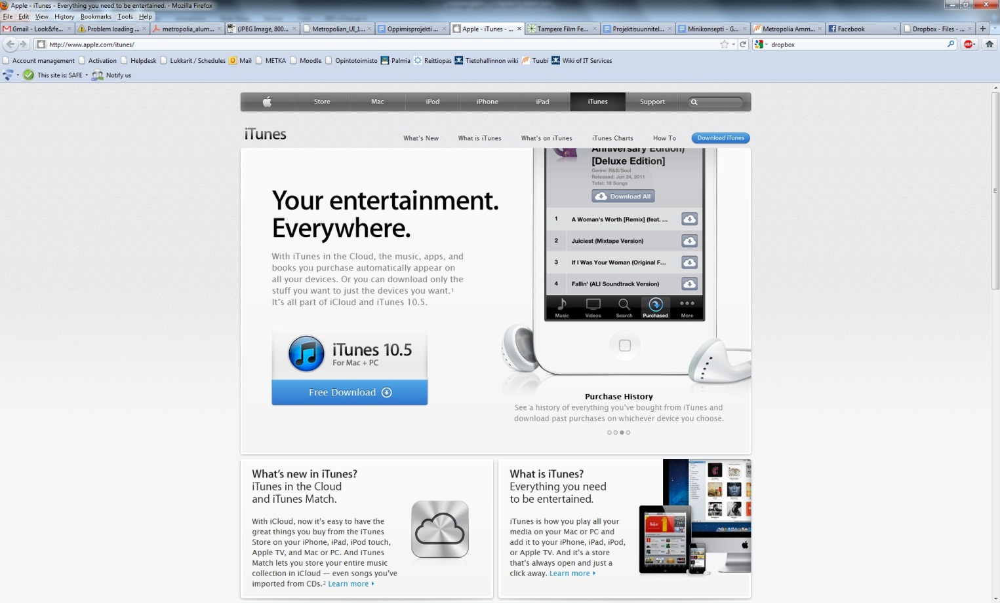 Apple - iTunes - Everything you need to be entertained. - Mozilla Firefox
File Edit View History Bookmarks Tools Help
Gmail - Look&fe... Problem loading ... metropolia_alum... (JPEG Image, 800... Metropolian_UI_1... Oppimisprojekti ... Apple - iTunes - ... Tampere Film Fe... Projektisuunnitel... Minikonsepti - G... Metropolia Amm... Facebook Dropbox - Files - ...
http://www.apple.com/itunes/ dropbox ABP
Account management Activation Helpdesk Lukkarit / Schedules Mail METKA Moodle Opintotoimisto Palmia Reittiopas Tietohallinnon wiki Tuubi Wiki of IT Services
This site is: SAFE Notify us
Store Mac iPod iPhone iPad iTunes Support
iTunes
What's New What is iTunes What's on iTunes iTunes Charts How To Download iTunes
Anniversary Edition)
[Deluxe Edition]
Genre: R&B/Soul
Released: Jun 24, 2011
Total: 18 Songs
Download All
1 A Woman's Worth [Remix] (feat. ...
2 Juiciest (Mixtape Version)
3 If I Was Your Woman (Original F...
4 Fallin' (ALI Soundtrack Version)
Music Videos Search Purchased More
Your entertainment.
Everywhere.
With iTunes in the Cloud, the music, apps, and
books you purchase automatically appear on
all your devices. Or you can download only the
stuff you want to just the devices you want.¹
It's all part of iCloud and iTunes 10.5.
iTunes 10.5
For Mac + PC
Free Download
Purchase History
See a history of everything you've bought from iTunes and
download past purchases on whichever device you choose.
What's new in iTunes?
iTunes in the Cloud
and iTunes Match.
With iCloud, now it's easy to have the
great things you buy from the iTunes
Store on your iPhone, iPad, iPod touch,
Apple TV, and Mac or PC. And iTunes
Match lets you store your entire music
collection in iCloud — even songs you've
imported from CDs.² Learn more
What is iTunes?
Everything you need
to be entertained.
iTunes is how you play all your
media on your Mac or PC and
add it to your iPhone, iPad, iPod,
or Apple TV. And it's a store
that's always open and just a
click away. Learn more